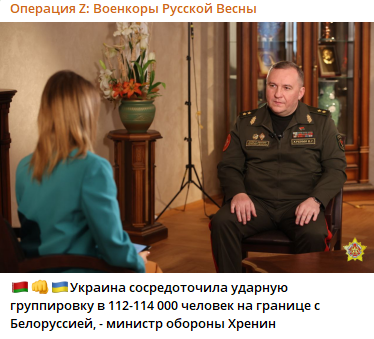 Операция Z: Военкоры Русской Весны
Украина сосредоточила ударную
группировку в 112-114 000 человек на границе с
Белоруссией, - министр обороны Хренин